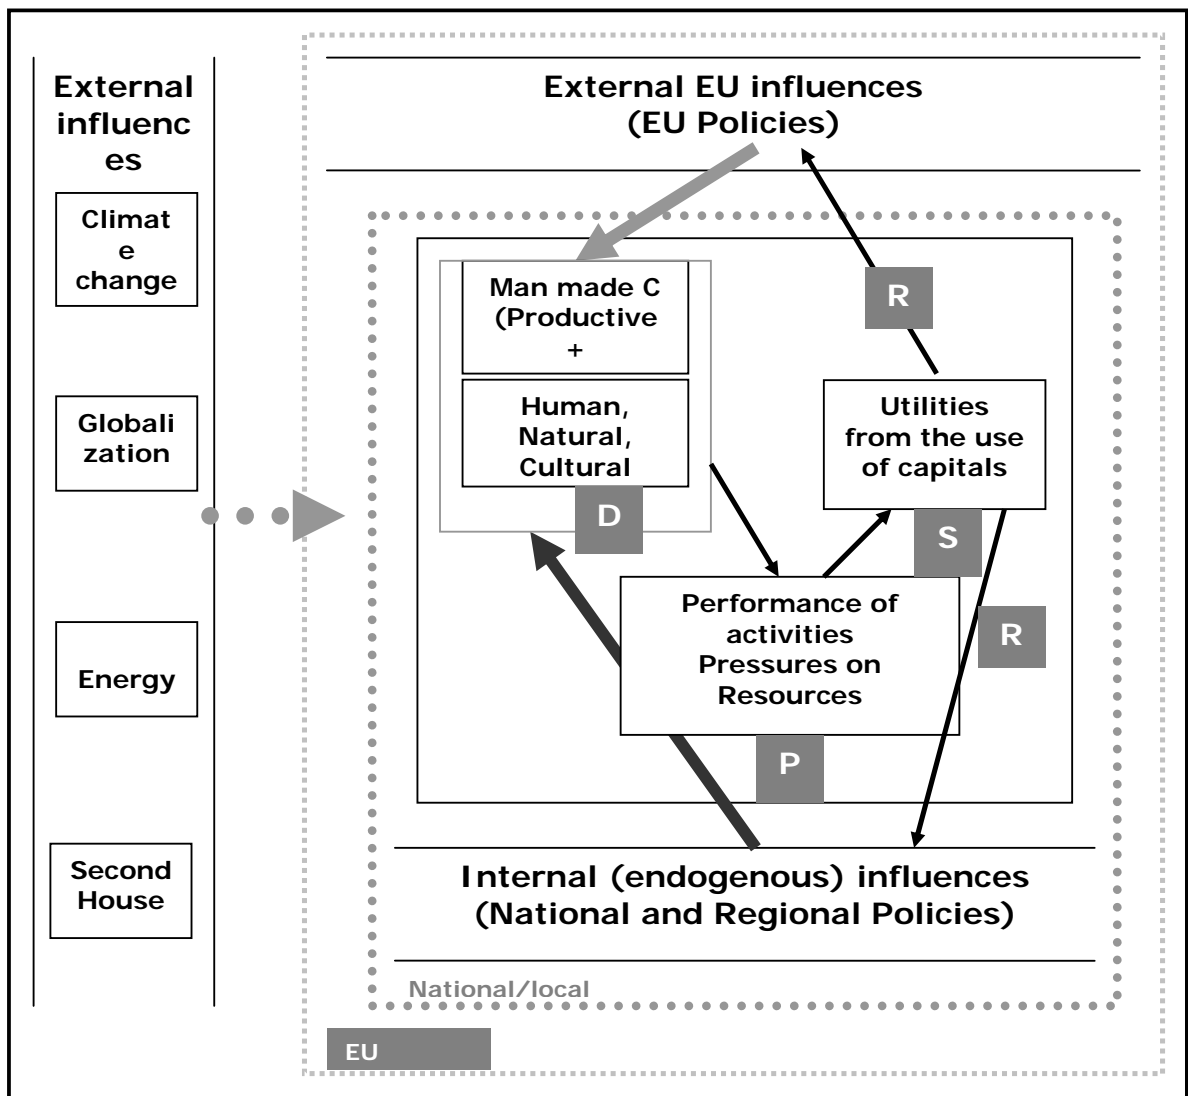 External
influenc
es
Climat
e
change
Globali
zation
Energy
Second
House
External EU influences
(EU Policies)
Man made C
(Productive
+
Human,
Natural,
Cultural
D
R
Utilities
from the use
of capitals
S
R
Performance of
activities
Pressures on
Resources
P
Internal (endogenous) influences
(National and Regional Policies)
National/local
EU